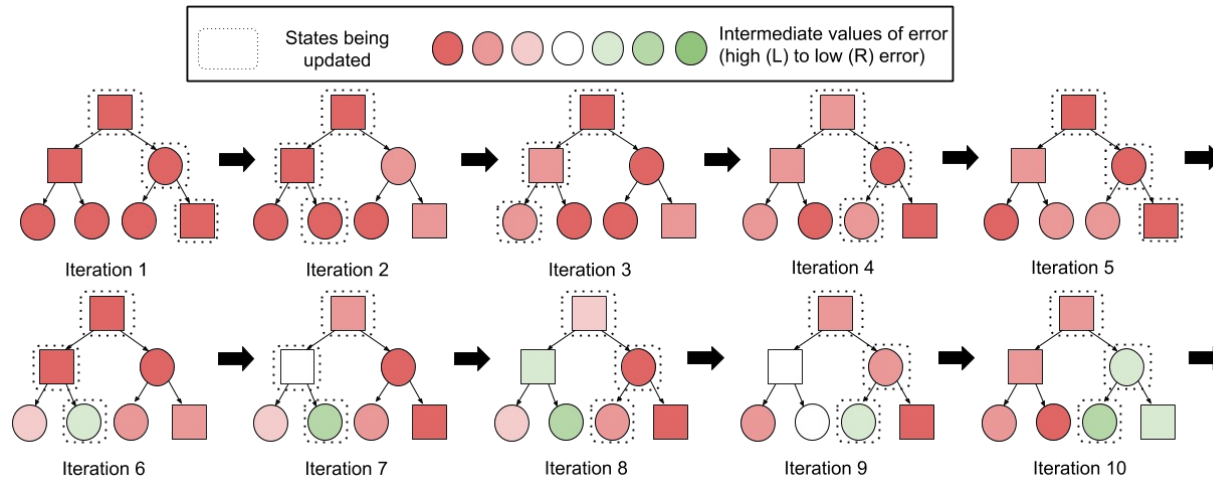 States being
updated
Intermediate values of error
(high (L) to low (R) error)
Iteration 1
Iteration 2
Iteration 3
Iteration 4
Iteration 5
Iteration 6
Iteration 7
Iteration 8
Iteration 9
Iteration 10